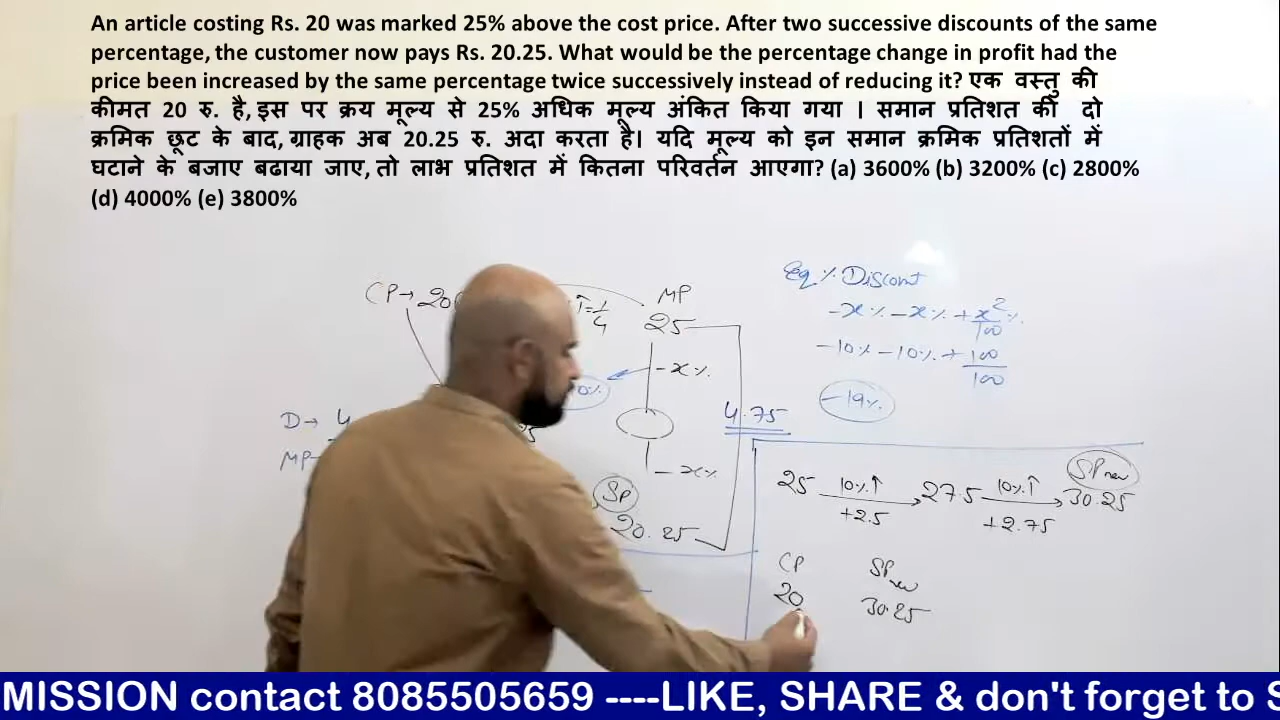 An article costing Rs. 20 was marked 25% above the cost price. After two successive discounts of the same
percentage, the customer now pays Rs. 20.25. What would be the percentage change in profit had the
price been increased by the same percentage twice successively instead of reducing it? एक वस्तु की
कीमत 20 रु. है, इस पर क्रय मूल्य से 25% अधिक मूल्य अंकित किया गया । समान प्रतिशत की दो
क्रमिक छूट के बाद, ग्राहक अब 20.25 रु. अदा करता है। यदि मूल्य को इन समान क्रमिक प्रतिशतों में
घटाने के बजाए बढाया जाए, तो लाभ प्रतिशत में कितना परिवर्तन आएगा? (a) 3600% (b) 3200% (c) 2800%
(d) 4000% (e) 3800%
Eq % Discount
-x% -x% + x²/100 %
-10% -10% + 100/100
-19%
CP → 20
↑ = 1/4
MP
25
-x%
0%
4.75
D → 4
MP
-x%
SP
20.25
25 10%↑ +2.5 → 27.5 10%↑ +2.75 → 30.25
SP new
CP SP new
20 30.25
MISSION contact 8085505659 ----LIKE, SHARE & don't forget to S